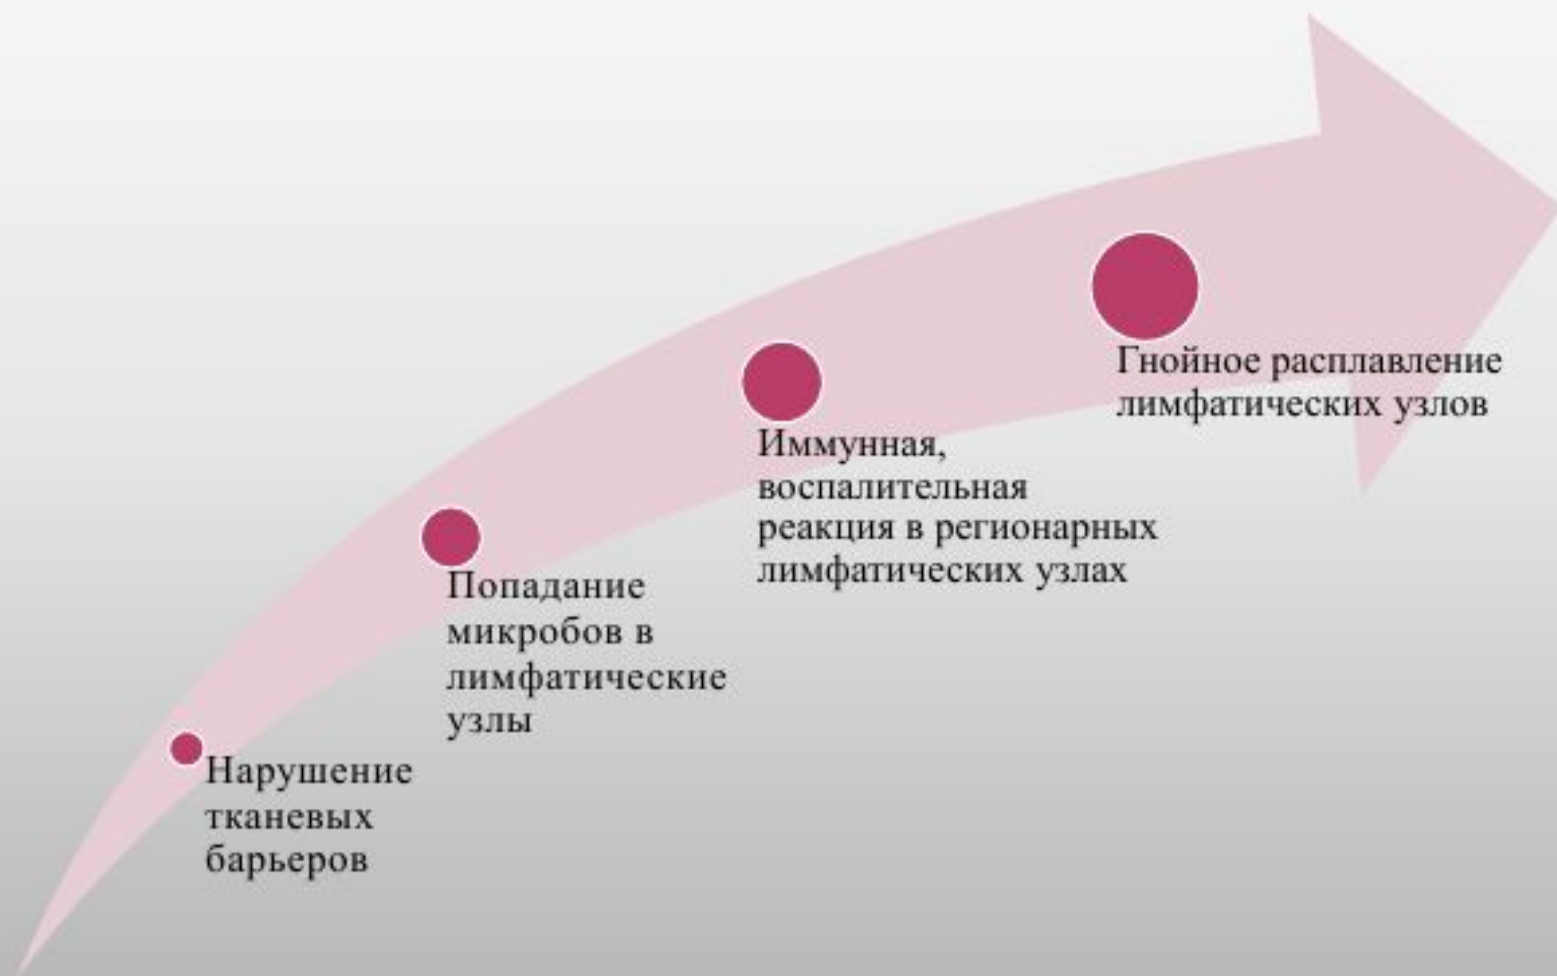 Нарушение
тканевых
барьеров
Попадание
микробов в
лимфатические
узлы
Иммунная,
воспалительная
реакция в регионарных
лимфатических узлах
Гнойное расплавление
лимфатических узлов